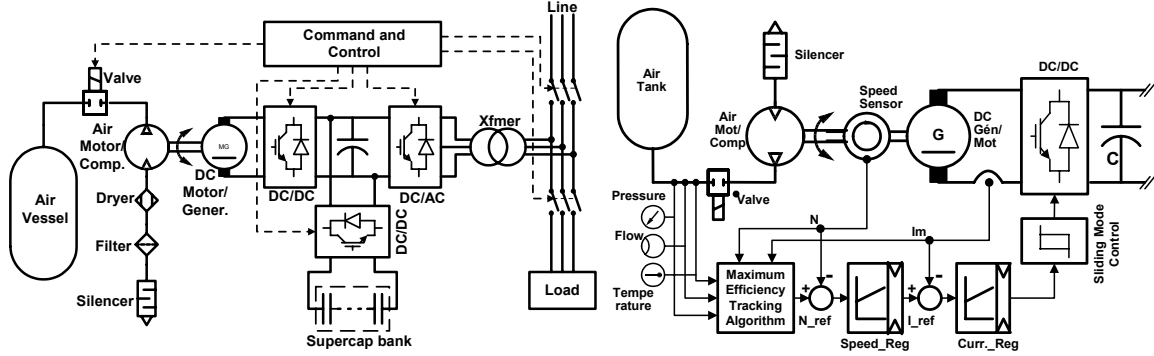 Command and
Control
Line
Valve
Air
Motor/
Comp.
MG
DC
Motor/
Gener.
DC/DC
DC/AC
Xfmer
Air
Vessel
Dryer
Filter
Silencer
DC/DC
Supercap bank
Load
Air
Tank
Silencer
Speed
Sensor
DC/DC
Air
Mot/
Comp
G
DC
Gén/
Mot
C
Valve
Pressure
Flow
Tempe
rature
N
Im
Maximum
Efficiency
Tracking
Algorithm
+
-
N_ref
Speed_Reg
+
-
I_ref
Curr._Reg
Sliding Mode
Control